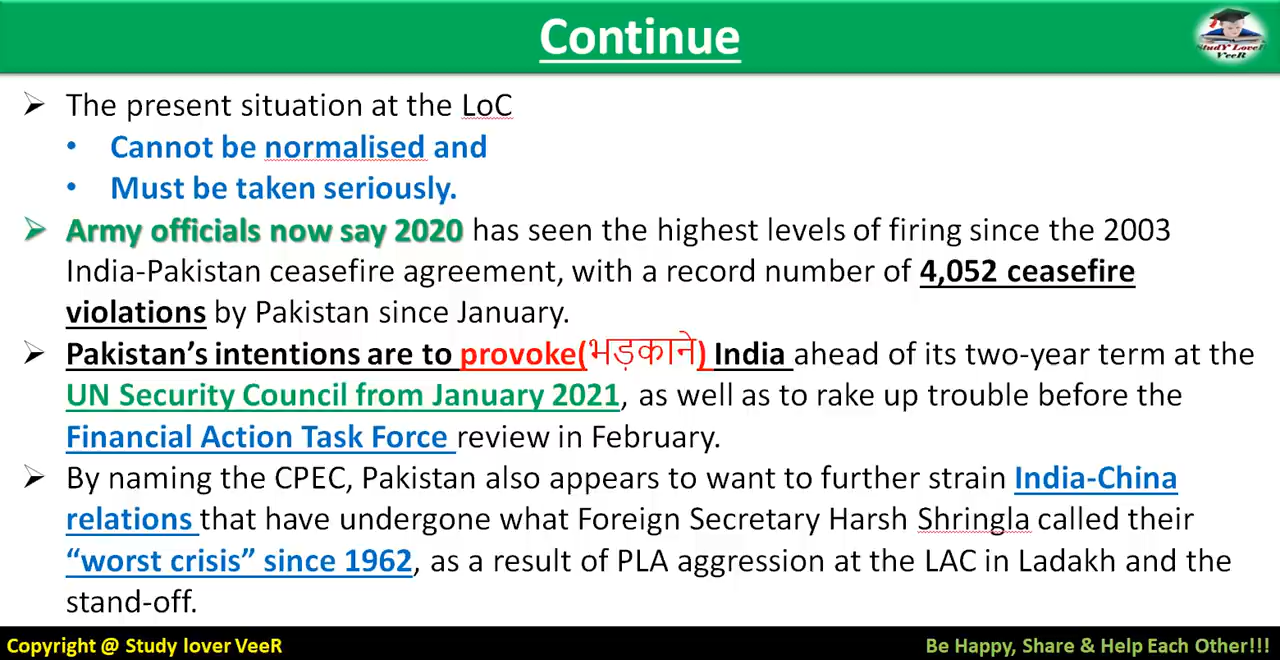 Continue
StudY LoveR
VeeR
➢ The present situation at the LoC
• Cannot be normalised and
• Must be taken seriously.
➢ Army officials now say 2020 has seen the highest levels of firing since the 2003
India-Pakistan ceasefire agreement, with a record number of 4,052 ceasefire
violations by Pakistan since January.
➢ Pakistan’s intentions are to provoke(भड़काने) India ahead of its two-year term at the
UN Security Council from January 2021, as well as to rake up trouble before the
Financial Action Task Force review in February.
➢ By naming the CPEC, Pakistan also appears to want to further strain India-China
relations that have undergone what Foreign Secretary Harsh Shringla called their
“worst crisis” since 1962, as a result of PLA aggression at the LAC in Ladakh and the
stand-off.
Copyright @ Study lover VeeR
Be Happy, Share & Help Each Other!!!